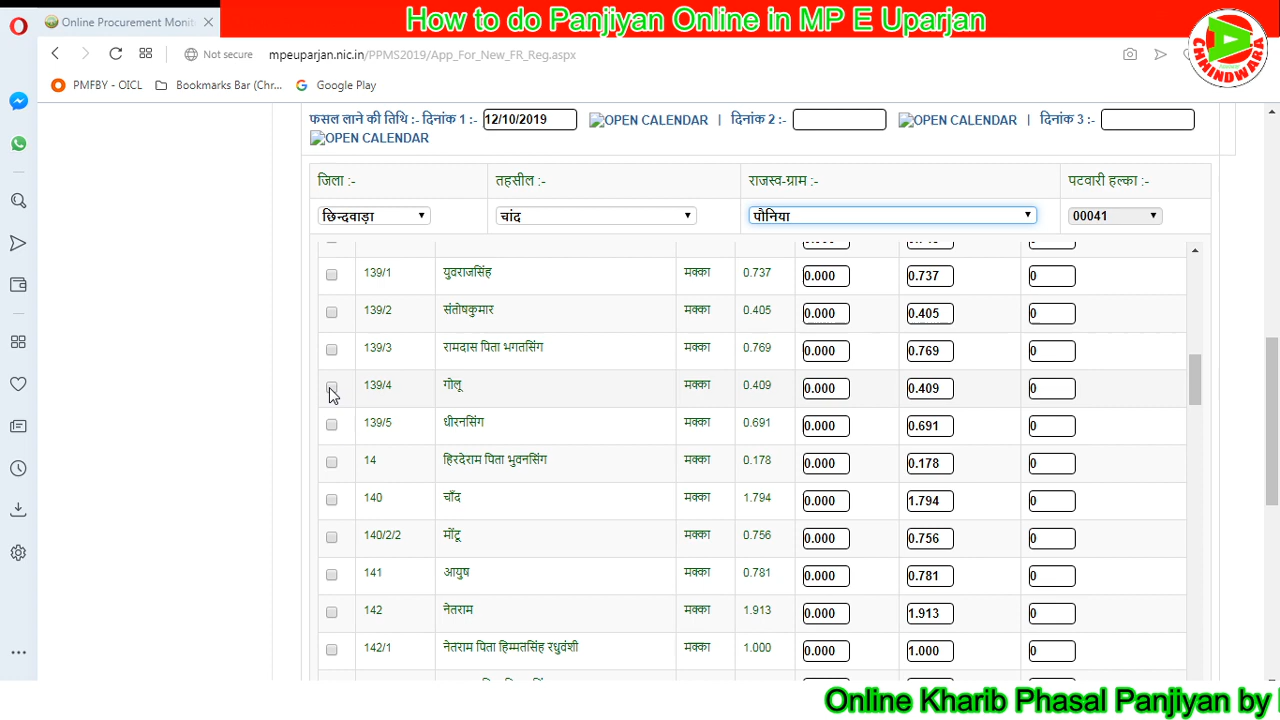 How to do Panjiyan Online in MP E Uparjan
Online Procurement Monit
CHHINDWARA
Not secure mpeuparjan.nic.in/PPMS2019/App_For_New_FR_Reg.aspx
PMFBY - OICL Bookmarks Bar (Chr... Google Play
फसल लाने की तिथि :- दिनांक 1 :- 12/10/2019 OPEN CALENDAR | दिनांक 2 :- OPEN CALENDAR | दिनांक 3 :-
OPEN CALENDAR
जिला :- तहसील :- राजस्व-ग्राम :- पटवारी हल्का :-
छिन्दवाड़ा चांद पौनिया 00041
139/1 युवराजसिंह मक्का 0.737 0.000 0.737 0
139/2 संतोषकुमार मक्का 0.405 0.000 0.405 0
139/3 रामदास पिता भगतसिंग मक्का 0.769 0.000 0.769 0
139/4 गोलू मक्का 0.409 0.000 0.409 0
139/5 धीरनसिंग मक्का 0.691 0.000 0.691 0
14 हिरदेराम पिता भुवनसिंग मक्का 0.178 0.000 0.178 0
140 चाँद मक्का 1.794 0.000 1.794 0
140/2/2 मोंटू मक्का 0.756 0.000 0.756 0
141 आयुष मक्का 0.781 0.000 0.781 0
142 नेतराम मक्का 1.913 0.000 1.913 0
142/1 नेतराम पिता हिम्मतसिंह रघुवंशी मक्का 1.000 0.000 1.000 0
Online Kharib Phasal Panjiyan by